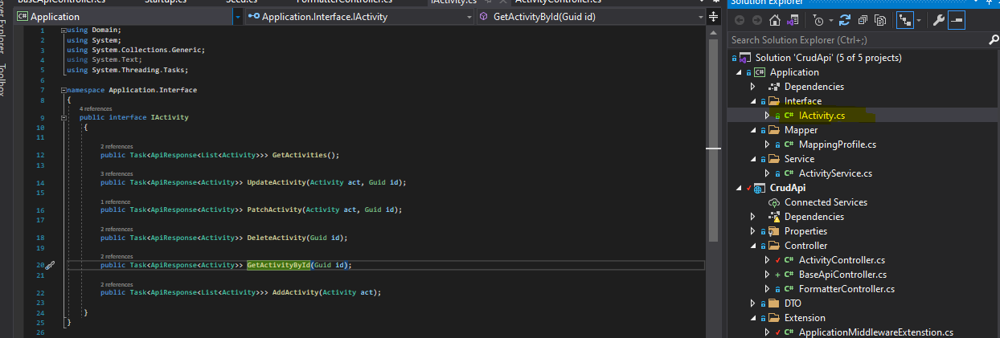 BaseApiController.cs Startup.cs Seed.cs FormatterController.cs IActivity.cs ActivityController.cs
Application Application.Interface.IActivity GetActivityById(Guid id)
Toolbox
1 using Domain;
2 using System;
3 using System.Collections.Generic;
4 using System.Text;
5 using System.Threading.Tasks;
6
7 namespace Application.Interface
8 {
4 references
9 public interface IActivity
10 {
11
2 references
12 public Task<ApiResponse<List<Activity>>> GetActivities();
13
3 references
14 public Task<ApiResponse<Activity>> UpdateActivity(Activity act, Guid id);
15
1 reference
16 public Task<ApiResponse<Activity>> PatchActivity(Activity act, Guid id);
17
2 references
18 public Task<ApiResponse<Activity>> DeleteActivity(Guid id);
19
2 references
20 public Task<ApiResponse<Activity>> GetActivityById(Guid id);
21
2 references
22 public Task<ApiResponse<List<Activity>>> AddActivity(Activity act);
23
24 }
25 }
26
Solution Explorer
Search Solution Explorer (Ctrl+;)
Solution 'CrudApi' (5 of 5 projects)
Application
Dependencies
Interface
C# IActivity.cs
Mapper
C# MappingProfile.cs
Service
C# ActivityService.cs
CrudApi
Connected Services
Dependencies
Properties
Controller
C# ActivityController.cs
C# BaseApiController.cs
C# FormatterController.cs
DTO
Extension
C# ApplicationMiddlewareExtenstion.cs